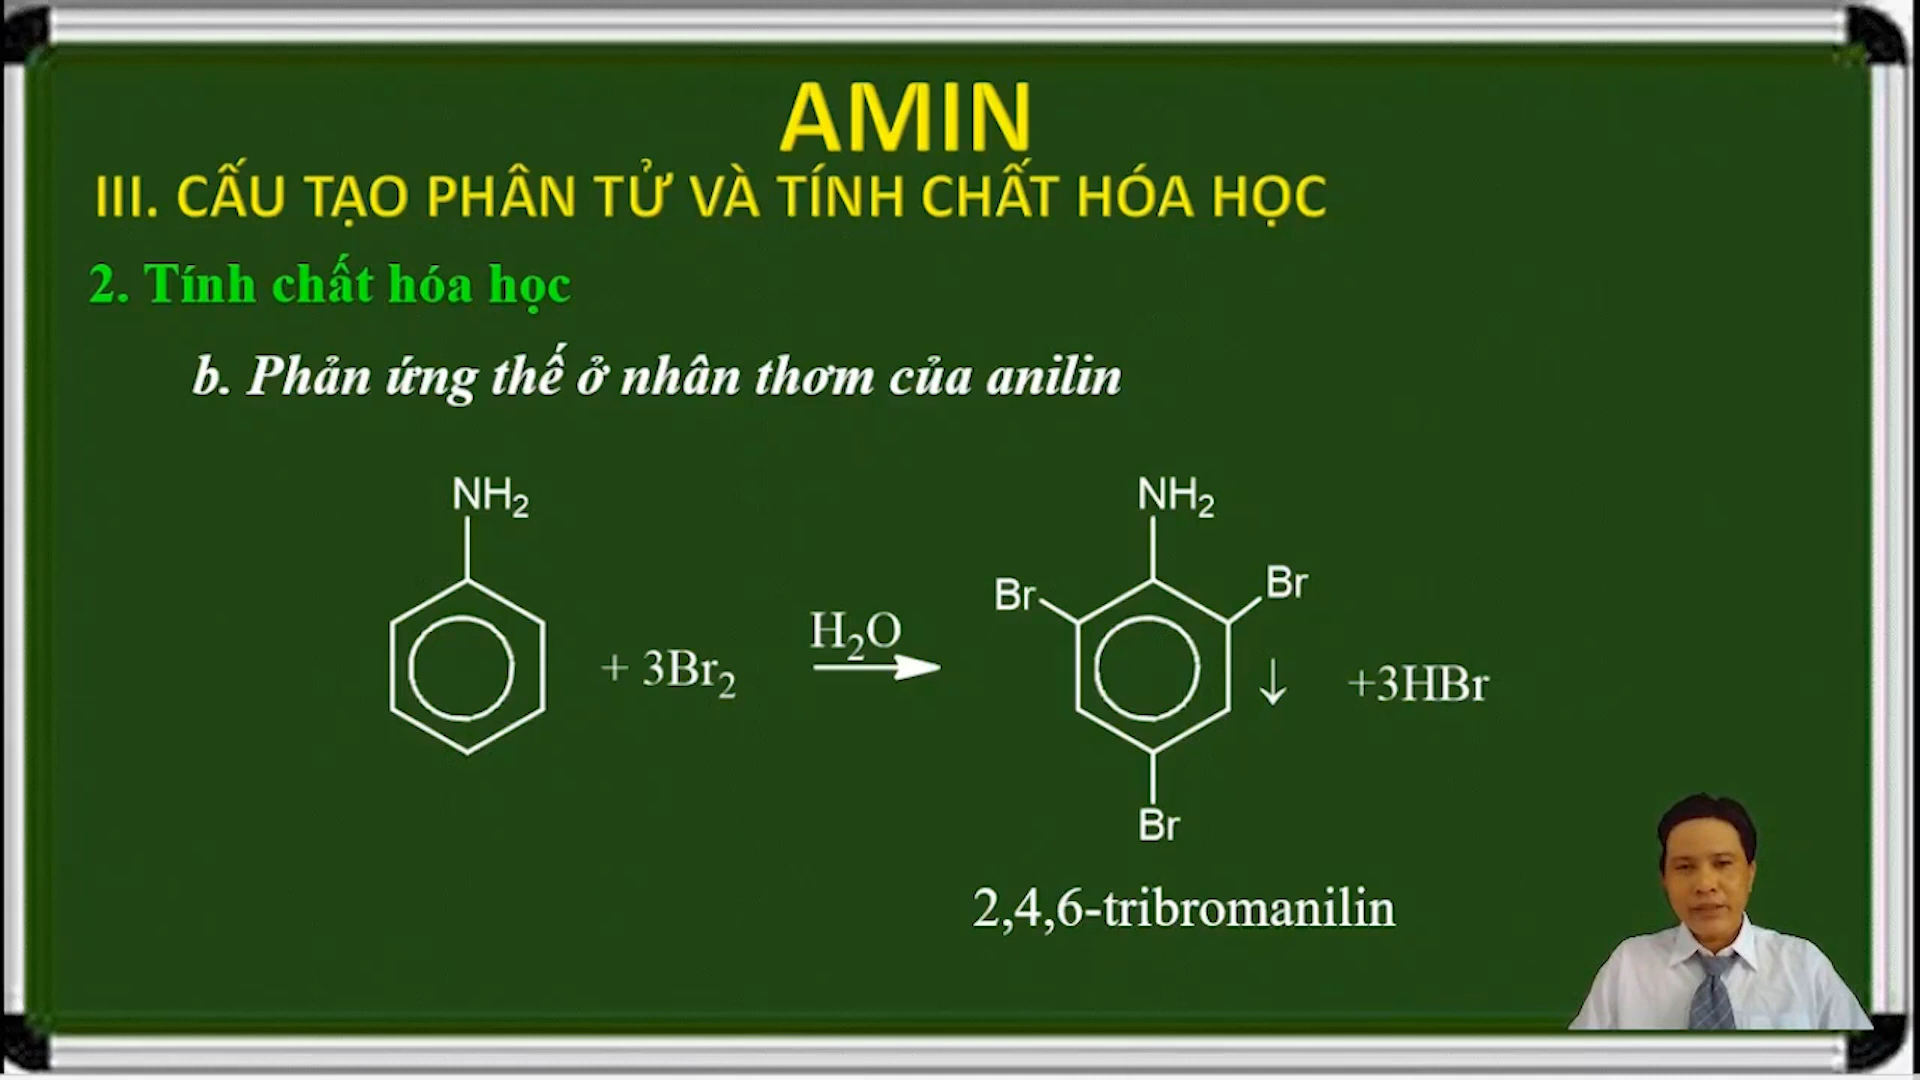 AMIN
III. CẤU TẠO PHÂN TỬ VÀ TÍNH CHẤT HÓA HỌC
2. Tính chất hóa học
b. Phản ứng thế ở nhân thơm của anilin
NH₂
+ 3Br₂
H₂O
NH₂
Br
Br
Br
↓ +3HBr
2,4,6-tribromanilin